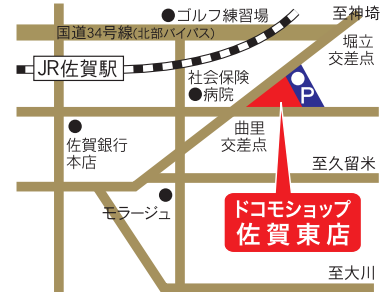 ゴルフ練習場
至神埼
国道34号線(北部バイパス)
堀立
交差点
JR佐賀駅
社会保険
病院
P
曲里
交差点
佐賀銀行
本店
至久留米
モラージュ
ドコモショップ
佐賀東店
至大川